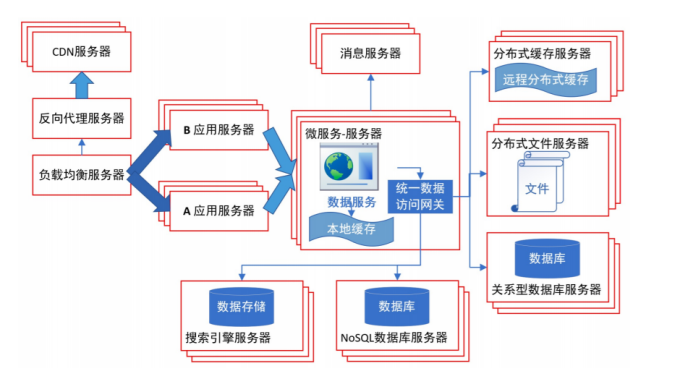 CDN服务器
反向代理服务器
负载均衡服务器
B 应用服务器
A 应用服务器
消息服务器
微服务-服务器
数据服务
本地缓存
统一数据
访问网关
分布式缓存服务器
远程分布式缓存
分布式文件服务器
文件
数据库
关系型数据库服务器
数据存储
搜索引擎服务器
数据库
NoSQL数据库服务器